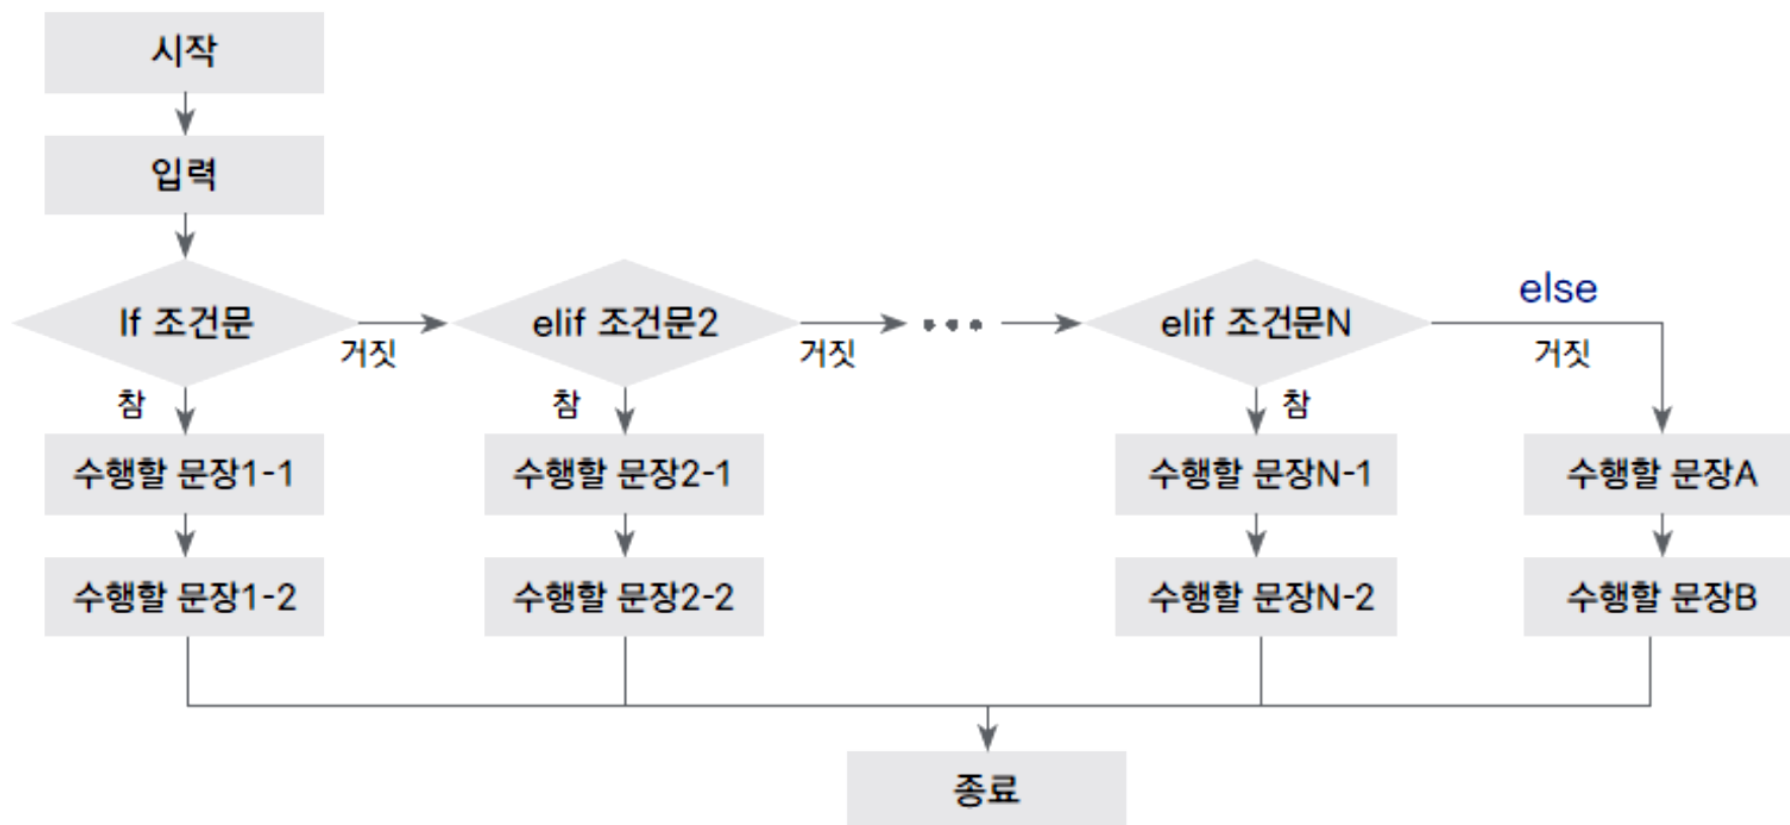 시작
입력
If 조건문
거짓
참
수행할 문장1-1
수행할 문장1-2
elif 조건문2
거짓
참
수행할 문장2-1
수행할 문장2-2
elif 조건문N
참
수행할 문장N-1
수행할 문장N-2
else
거짓
수행할 문장A
수행할 문장B
종료